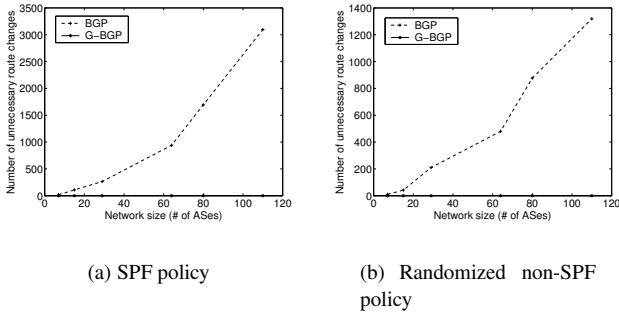 3500
3000
2500
2000
1500
1000
500
0
Number of unnecessary route changes
BGP
G−BGP
0 20 40 60 80 100 120
Network size (# of ASes)
(a) SPF policy
1400
1200
1000
800
600
400
200
0
Number of unnecessary route changes
BGP
G−BGP
0 20 40 60 80 100 120
Network size (# of ASes)
(b) Randomized non-SPF
policy